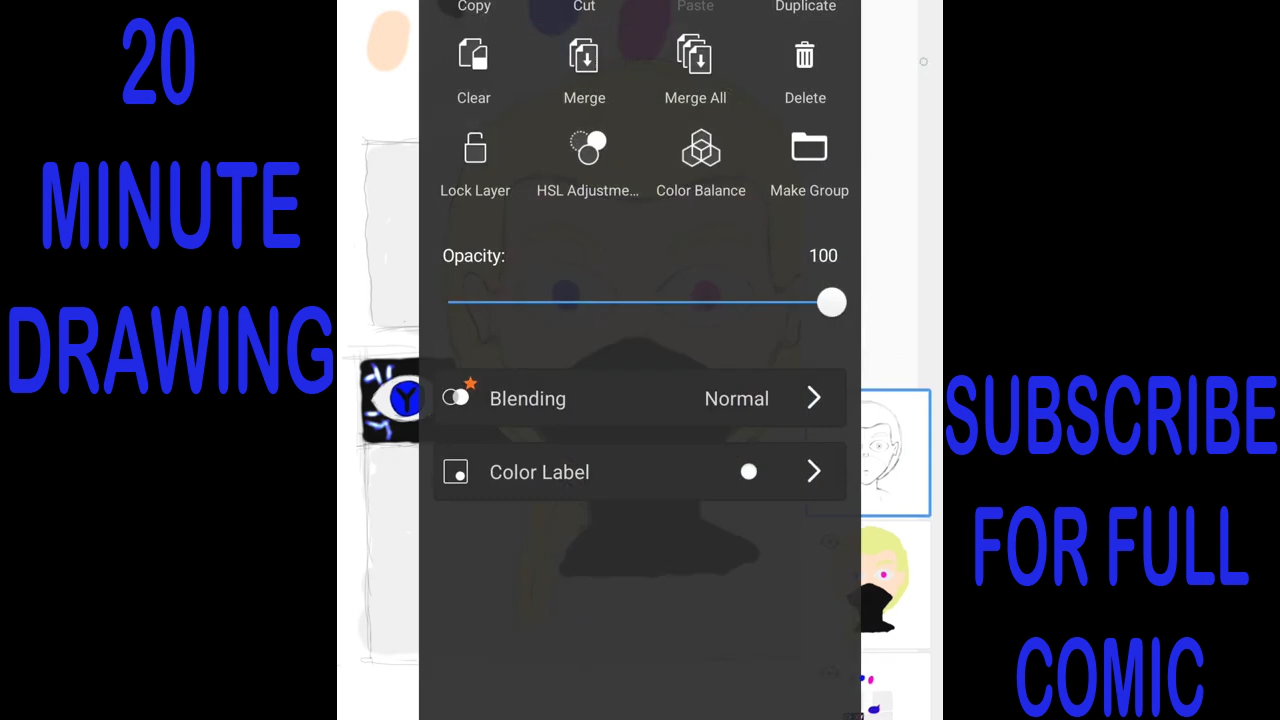 20
MINUTE
DRAWING
Copy Cut Paste Duplicate
Clear Merge Merge All Delete
Lock Layer HSL Adjustme... Color Balance Make Group
Opacity: 100
Blending Normal
Color Label
Y
SUBSCRIBE
FOR FULL
COMIC